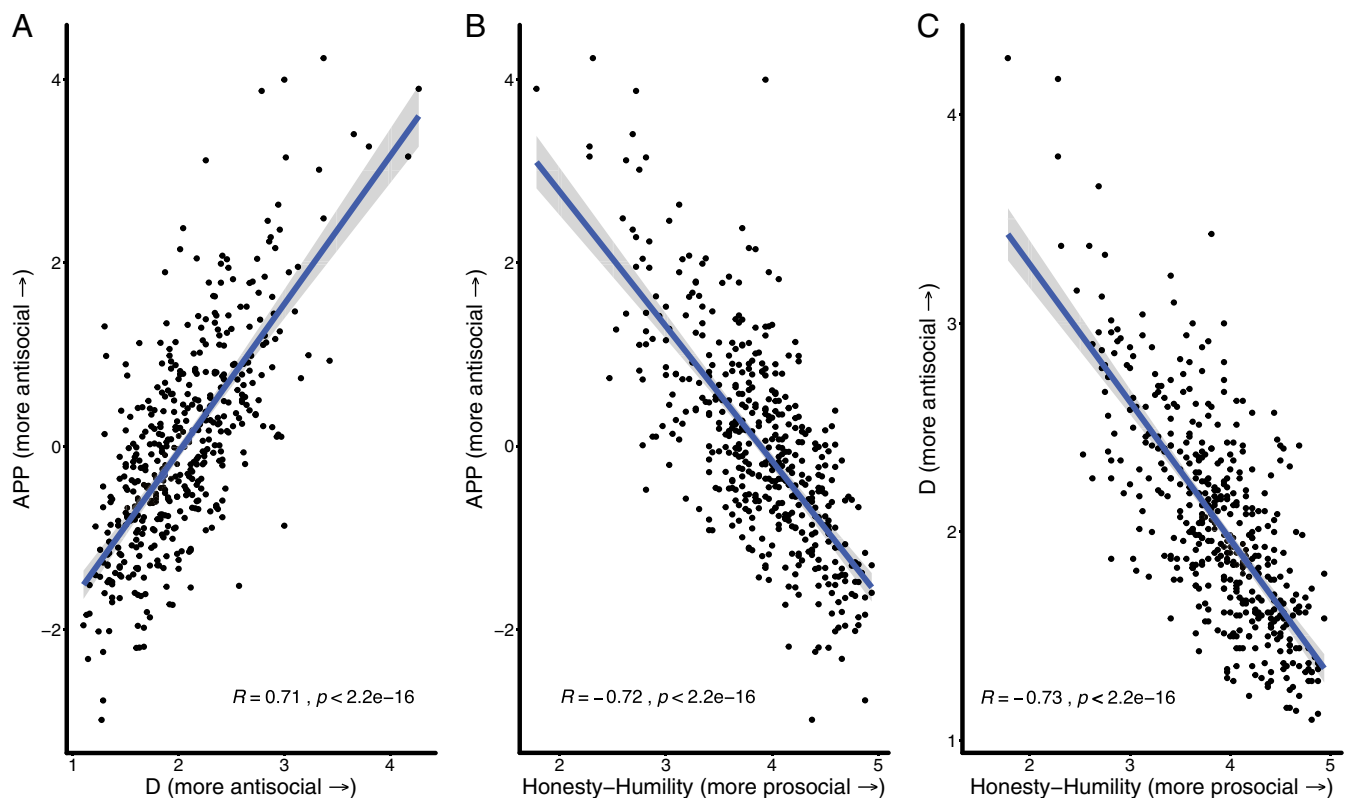 A
APP (more antisocial →)
4
2
0
−2
R = 0.71 , p < 2.2e−16
1 2 3 4
D (more antisocial →)
B
APP (more antisocial →)
4
2
0
−2
R = −0.72 , p < 2.2e−16
2 3 4 5
Honesty−Humility (more prosocial →)
C
D (more antisocial →)
4
3
2
1
R = −0.73 , p < 2.2e−16
2 3 4 5
Honesty−Humility (more prosocial →)